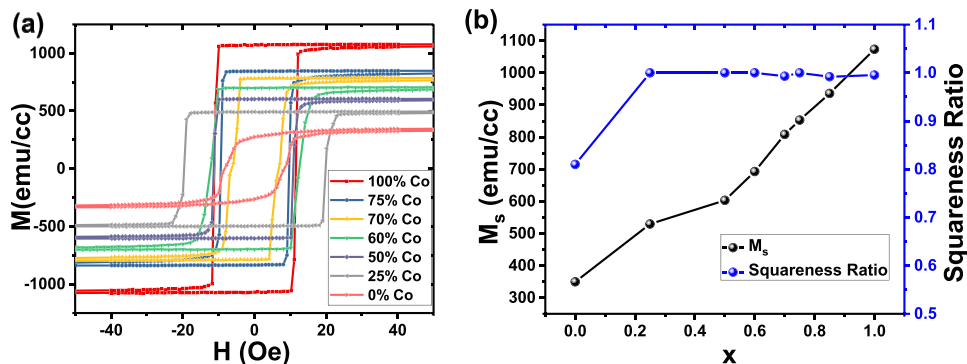 (a)
M(emu/cc)
1000
500
0
-500
-1000
-40
-20
0
20
40
H (Oe)
100% Co
75% Co
70% Co
60% Co
50% Co
25% Co
0% Co
(b)
Mₛ (emu/cc)
1100
1000
900
800
700
600
500
400
300
0.0
0.2
0.4
0.6
0.8
1.0
x
Mₛ
Squareness Ratio
1.1
1.0
0.9
0.8
0.7
0.6
0.5
Squareness Ratio